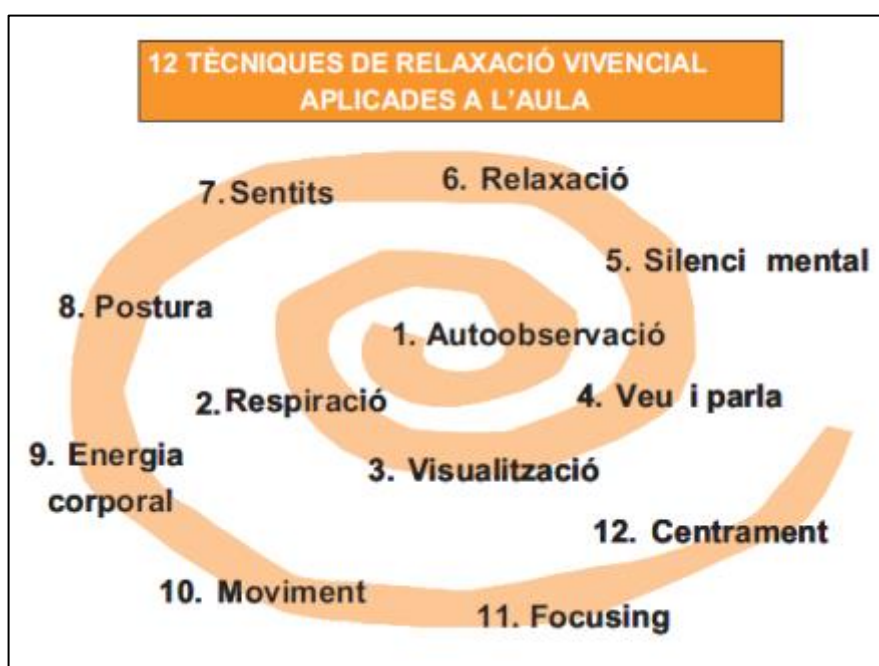 12 TÈCNIQUES DE RELAXACIÓ VIVENCIAL
APLICADES A L'AULA
1. Autoobservació
2. Respiració
3. Visualització
4. Veu i parla
5. Silenci mental
6. Relaxació
7. Sentits
8. Postura
9. Energia
corporal
10. Moviment
11. Focusing
12. Centrament